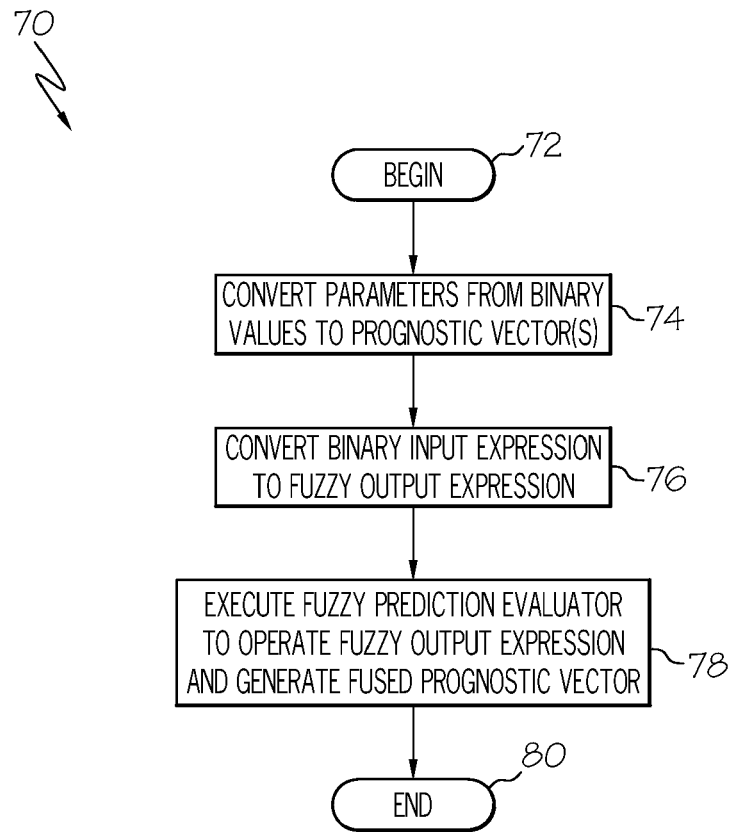 70
72
BEGIN
CONVERT PARAMETERS FROM BINARY
VALUES TO PROGNOSTIC VECTOR(S)
74
CONVERT BINARY INPUT EXPRESSION
TO FUZZY OUTPUT EXPRESSION
76
EXECUTE FUZZY PREDICTION EVALUATOR
TO OPERATE FUZZY OUTPUT EXPRESSION
AND GENERATE FUSED PROGNOSTIC VECTOR
78
80
END